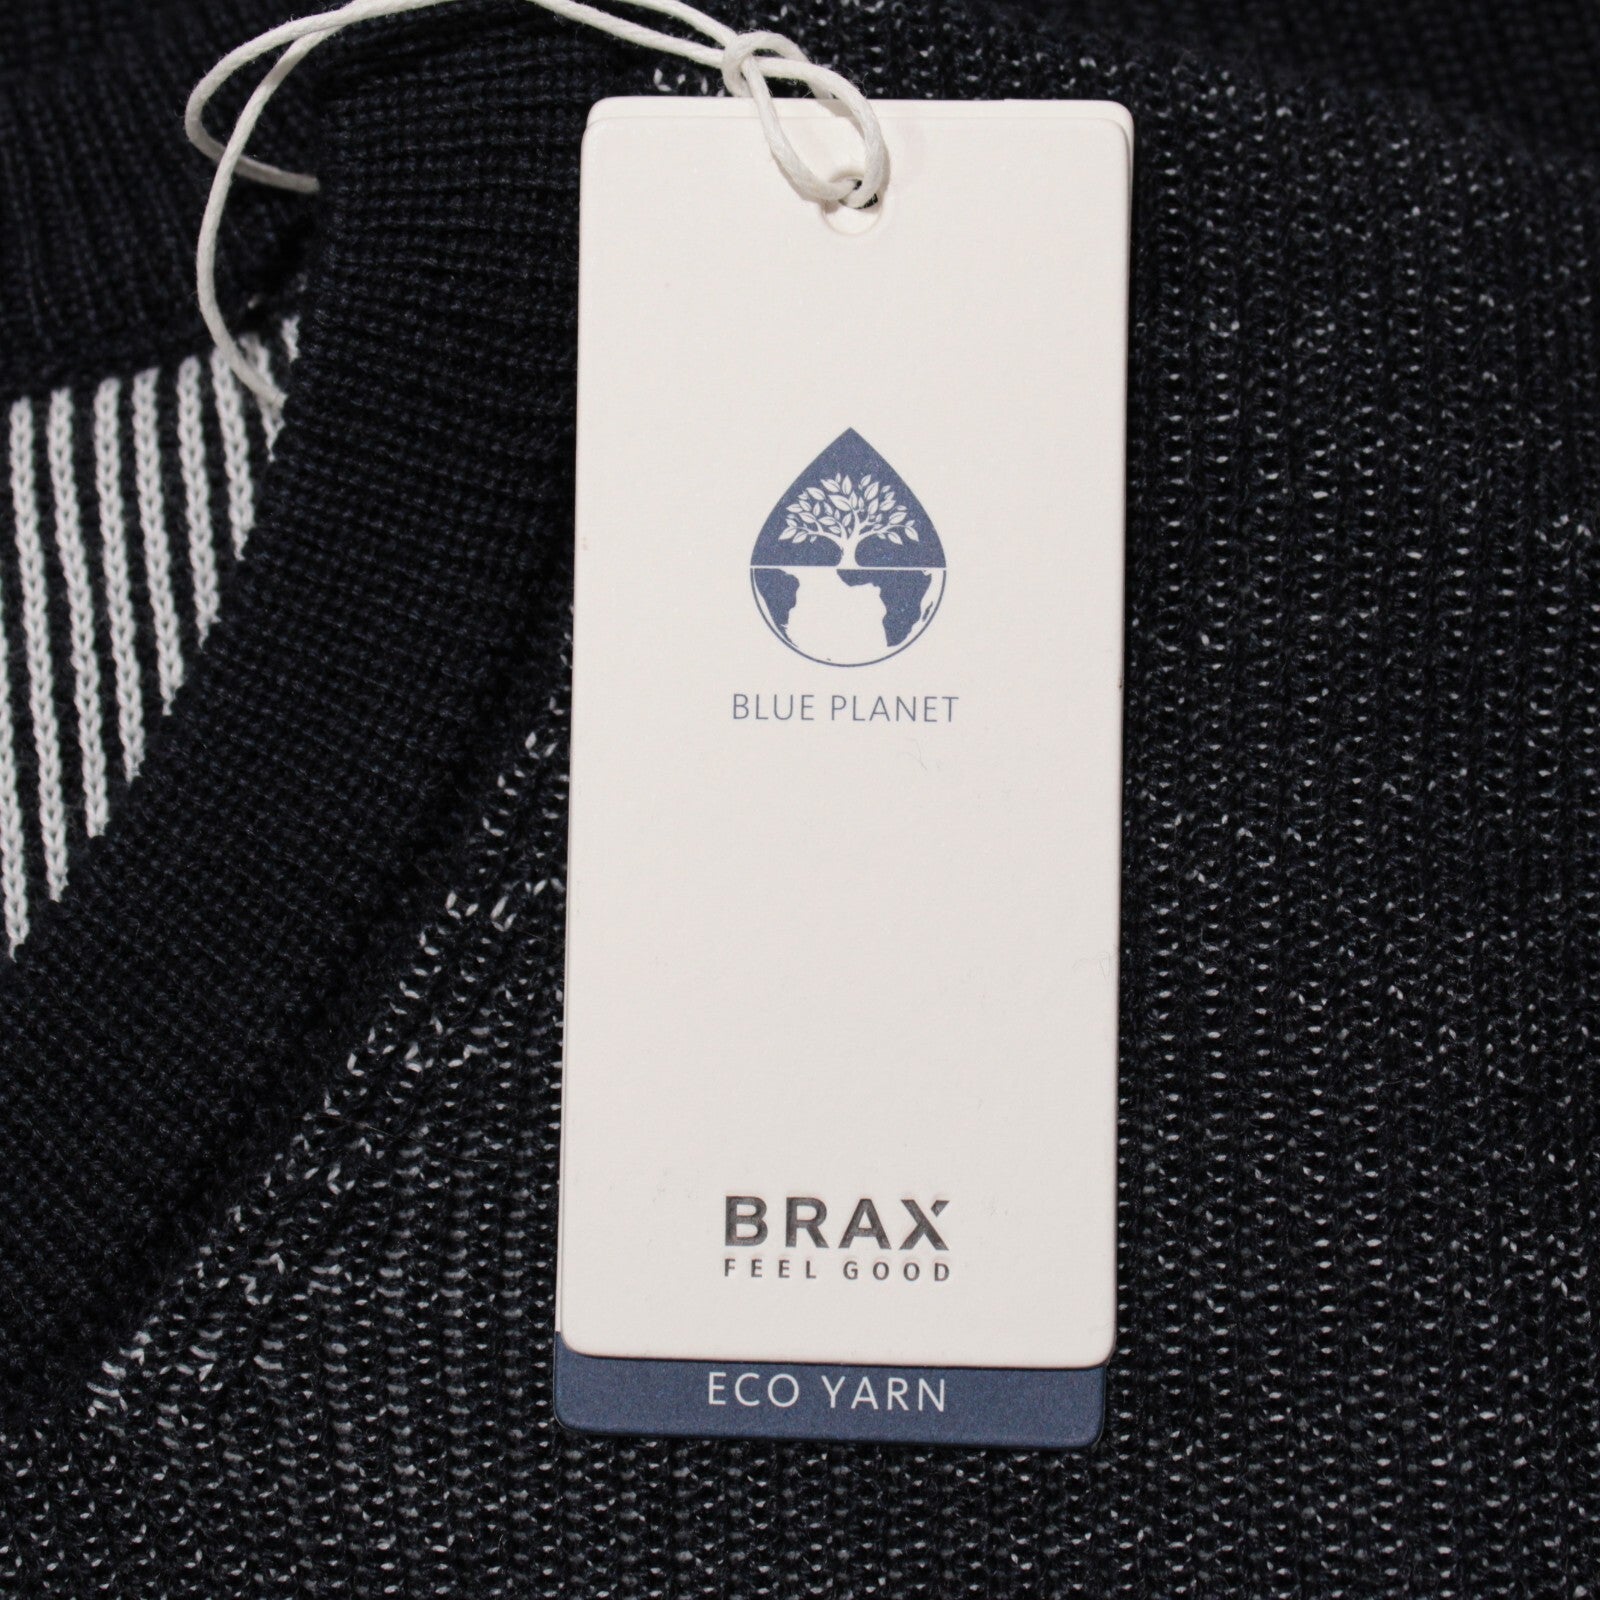 BLUE PLANET
BRAX
FEEL GOOD
ECO YARN